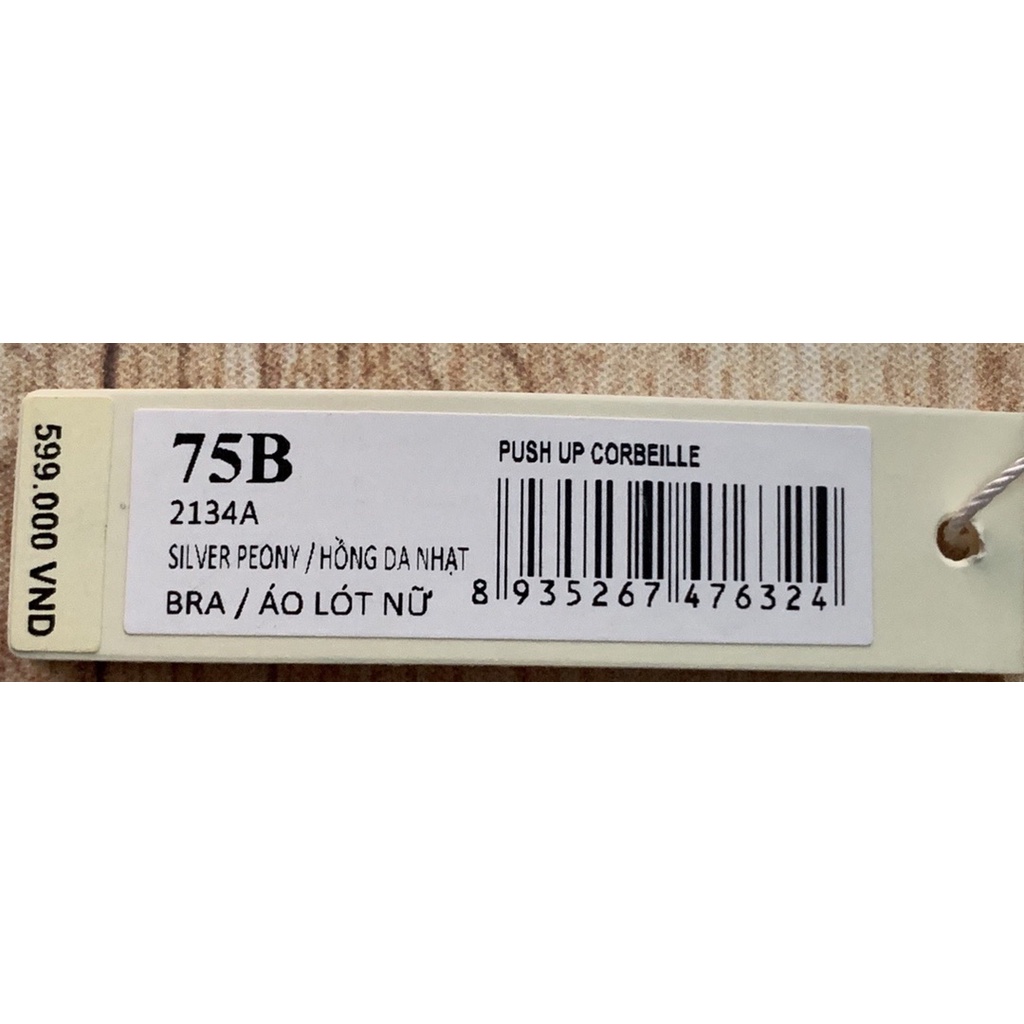 599.000 VND
75B
2134A
SILVER PEONY / HỒNG DA NHẠT
BRA / ÁO LÓT NỮ
PUSH UP CORBEILLE
8 935267 476324